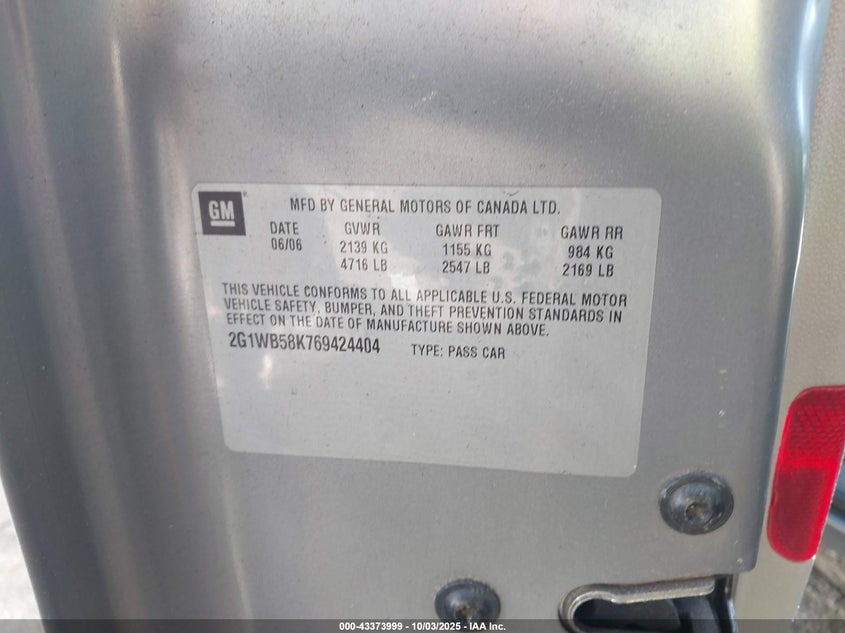 GM
MFD BY GENERAL MOTORS OF CANADA LTD.
DATE GVWR GAWR FRT GAWR RR
06/06 2139 KG 1155 KG 984 KG
4716 LB 2547 LB 2169 LB
THIS VEHICLE CONFORMS TO ALL APPLICABLE U.S. FEDERAL MOTOR
VEHICLE SAFETY, BUMPER, AND THEFT PREVENTION STANDARDS IN
EFFECT ON THE DATE OF MANUFACTURE SHOWN ABOVE.
2G1WB58K769424404 TYPE: PASS CAR
000-43373999 - 10/03/2025 - IAA Inc.